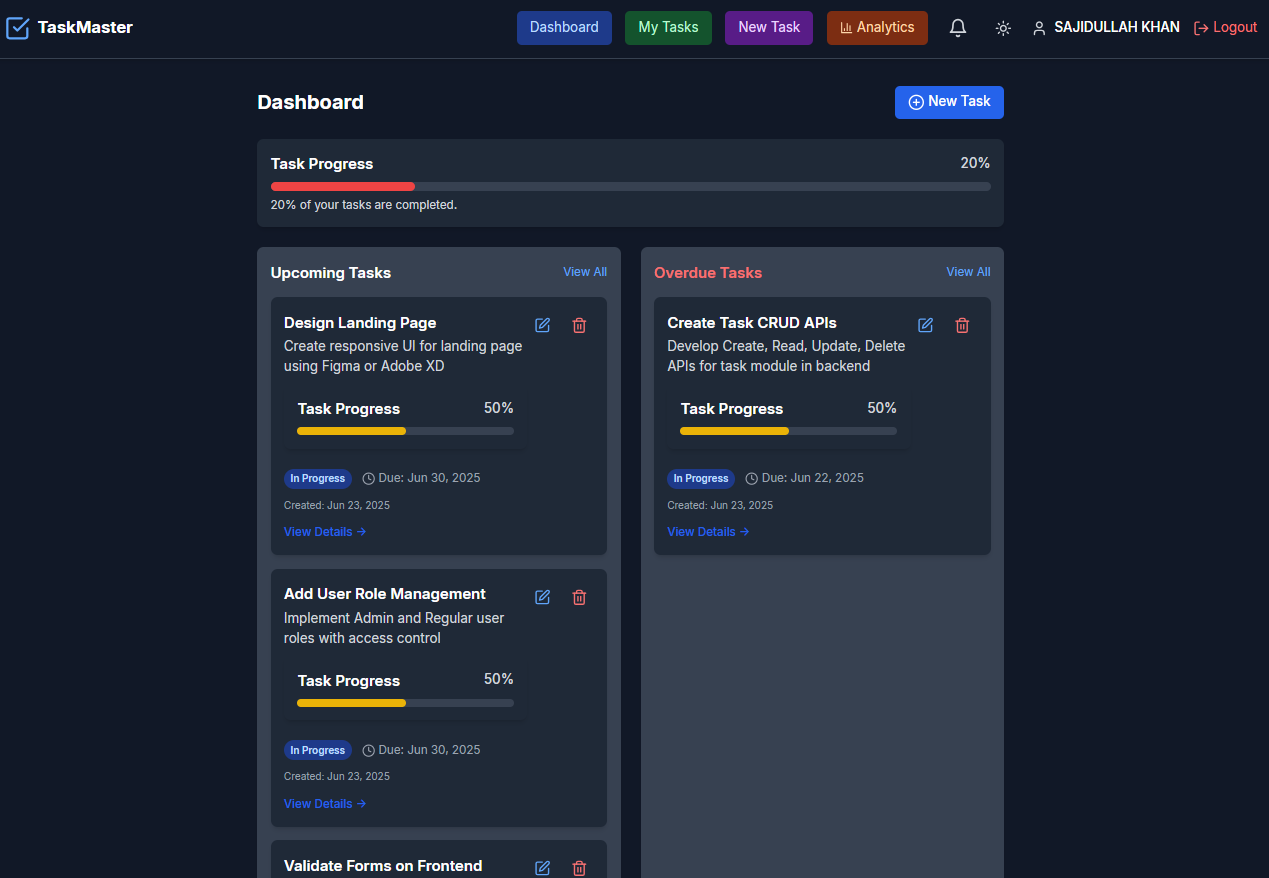 TaskMaster
Dashboard
My Tasks
New Task
Analytics
SAJIDULLAH KHAN
Logout
Dashboard
New Task
Task Progress
20%
20% of your tasks are completed.
Upcoming Tasks
View All
Design Landing Page
Create responsive UI for landing page
using Figma or Adobe XD
Task Progress
50%
In Progress
Due: Jun 30, 2025
Created: Jun 23, 2025
View Details →
Add User Role Management
Implement Admin and Regular user
roles with access control
Task Progress
50%
In Progress
Due: Jun 30, 2025
Created: Jun 23, 2025
View Details →
Validate Forms on Frontend
Overdue Tasks
View All
Create Task CRUD APIs
Develop Create, Read, Update, Delete
APIs for task module in backend
Task Progress
50%
In Progress
Due: Jun 22, 2025
Created: Jun 23, 2025
View Details →